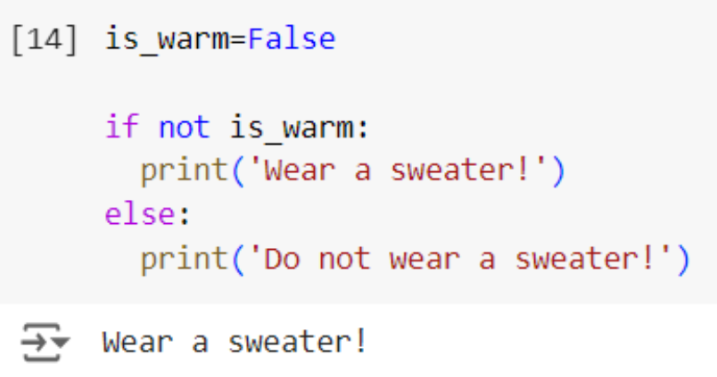 [14] is_warm=False
if not is_warm:
print('Wear a sweater!')
else:
print('Do not wear a sweater!')
Wear a sweater!